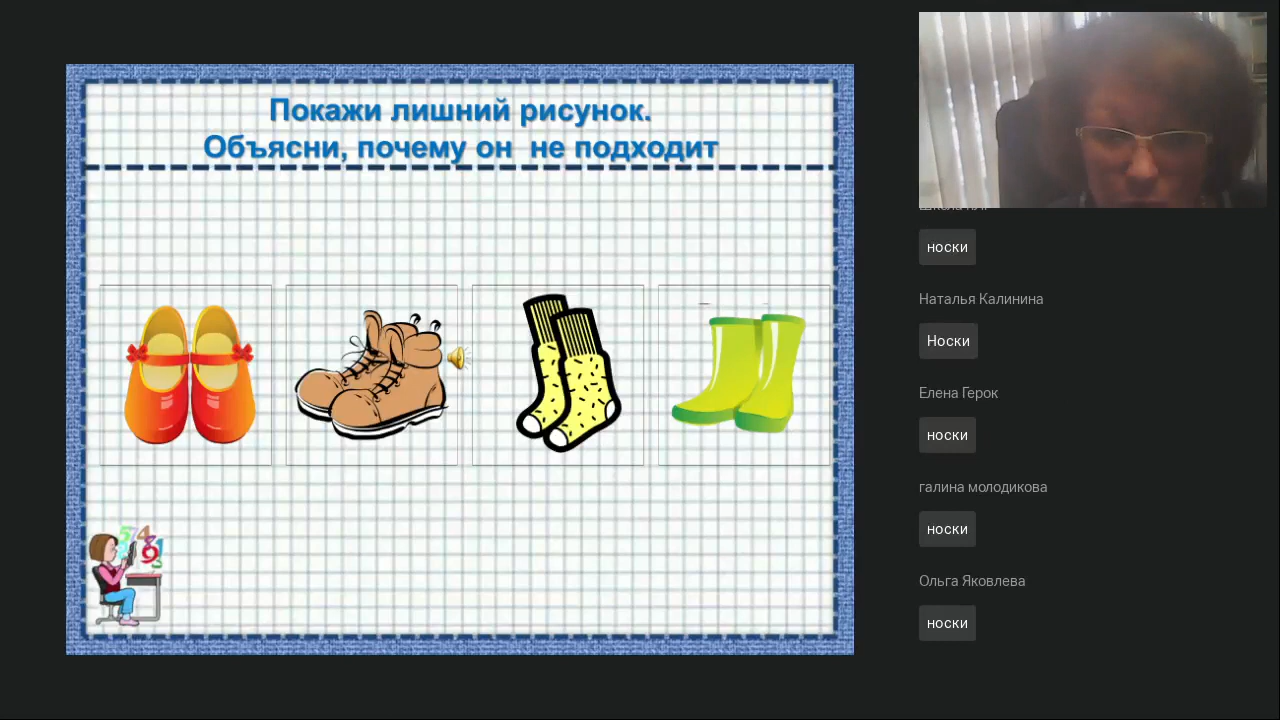 Покажи лишний рисунок.
Объясни, почему он не подходит
носки
Наталья Калинина
Носки
Елена Герок
носки
галина молодикова
носки
Ольга Яковлева
носки